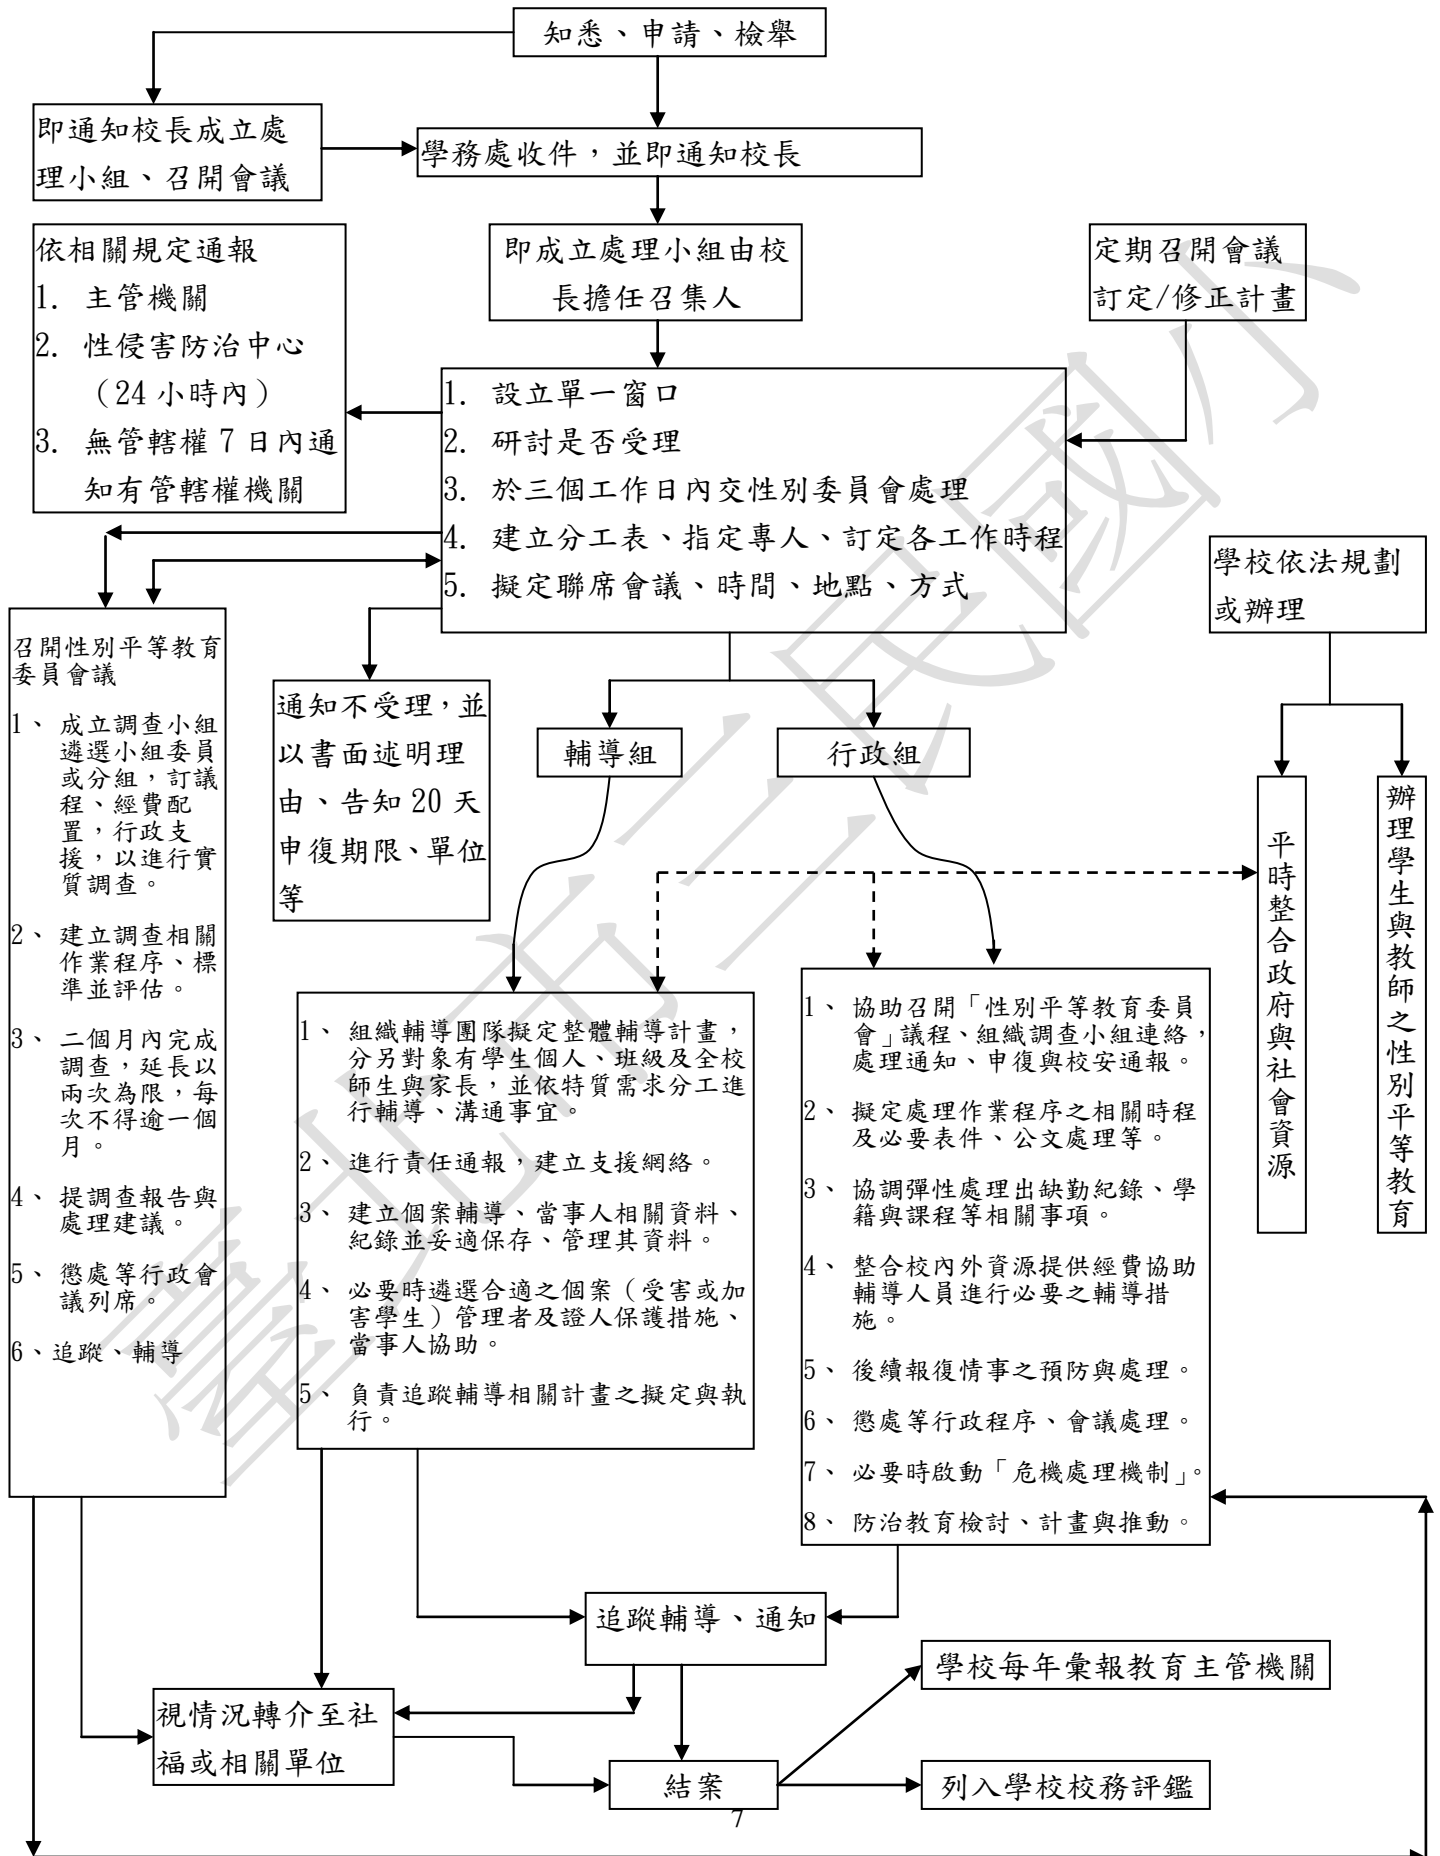 知悉、申請、檢舉
即通知校長成立處
理小組、召開會議
學務處收件，並即通知校長
依相關規定通報
1. 主管機關
2. 性侵害防治中心
（24小時內）
3. 無管轄權7日內通
知有管轄權機關
即成立處理小組由校
長擔任召集人
定期召開會議
訂定/修正計畫
1. 設立單一窗口
2. 研討是否受理
3. 於三個工作日內交性別委員會處理
4. 建立分工表、指定專人、訂定各工作時程
5. 擬定聯席會議、時間、地點、方式
學校依法規劃
或辦理
召開性別平等教育
委員會議
1、 成立調查小組
遴選小組委員
或分組，訂議
程、經費配
置，行政支
援，以進行實
質調查。
2、 建立調查相關
作業程序、標
準並評估。
3、 二個月內完成
調查，延長以
兩次為限，每
次不得逾一個
月。
4、 提調查報告與
處理建議。
5、 懲處等行政會
議列席。
6、追蹤、輔導
通知不受理，並
以書面述明理
由、告知20天
申復期限、單位
等
輔導組
行政組
平時整合政府與社會資源
辦理學生與教師之性別平等教育
1、 組織輔導團隊擬定整體輔導計畫，
分另對象有學生個人、班級及全校
師生與家長，並依特質需求分工進
行輔導、溝通事宜。
2、 進行責任通報，建立支援網絡。
3、 建立個案輔導、當事人相關資料、
紀錄並妥適保存、管理其資料。
4、 必要時遴選合適之個案（受害或加
害學生）管理者及證人保護措施、
當事人協助。
5、 負責追蹤輔導相關計畫之擬定與執
行。
1、 協助召開「性別平等教育委員
會」議程、組織調查小組連絡，
處理通知、申復與校安通報。
2、 擬定處理作業程序之相關時程
及必要表件、公文處理等。
3、 協調彈性處理出缺勤紀錄、學
籍與課程等相關事項。
4、 整合校內外資源提供經費協助
輔導人員進行必要之輔導措
施。
5、 後續報復情事之預防與處理。
6、 懲處等行政程序、會議處理。
7、 必要時啟動「危機處理機制」。
8、 防治教育檢討、計畫與推動。
追蹤輔導、通知
學校每年彙報教育主管機關
視情況轉介至社
福或相關單位
結案
列入學校校務評鑑
7
臺北市三民國小